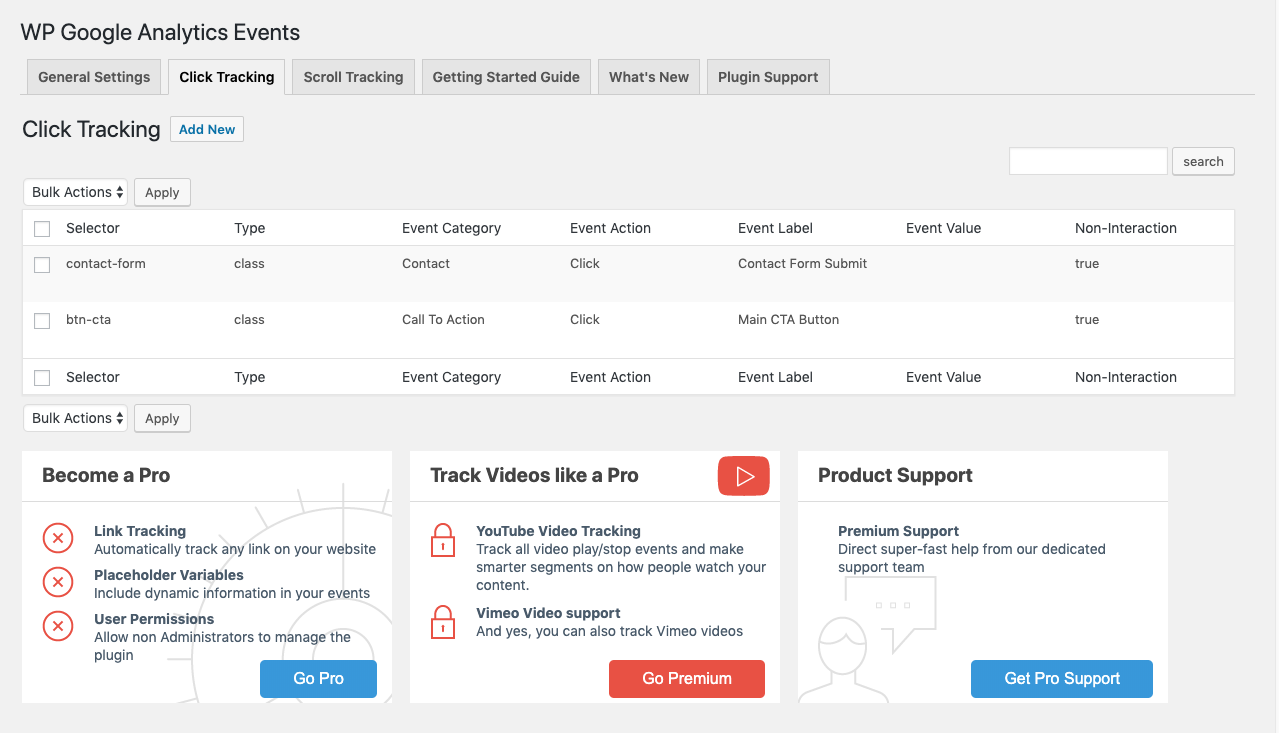 WP Google Analytics Events
General Settings
Click Tracking
Scroll Tracking
Getting Started Guide
What's New
Plugin Support
Click Tracking Add New
search
Bulk Actions Apply
Selector Type Event Category Event Action Event Label Event Value Non-Interaction
contact-form class Contact Click Contact Form Submit true
btn-cta class Call To Action Click Main CTA Button true
Selector Type Event Category Event Action Event Label Event Value Non-Interaction
Bulk Actions Apply
Become a Pro
Link Tracking
Automatically track any link on your website
Placeholder Variables
Include dynamic information in your events
User Permissions
Allow non Administrators to manage the
plugin
Go Pro
Track Videos like a Pro
YouTube Video Tracking
Track all video play/stop events and make
smarter segments on how people watch your
content.
Vimeo Video support
And yes, you can also track Vimeo videos
Go Premium
Product Support
Premium Support
Direct super-fast help from our dedicated
support team
Get Pro Support